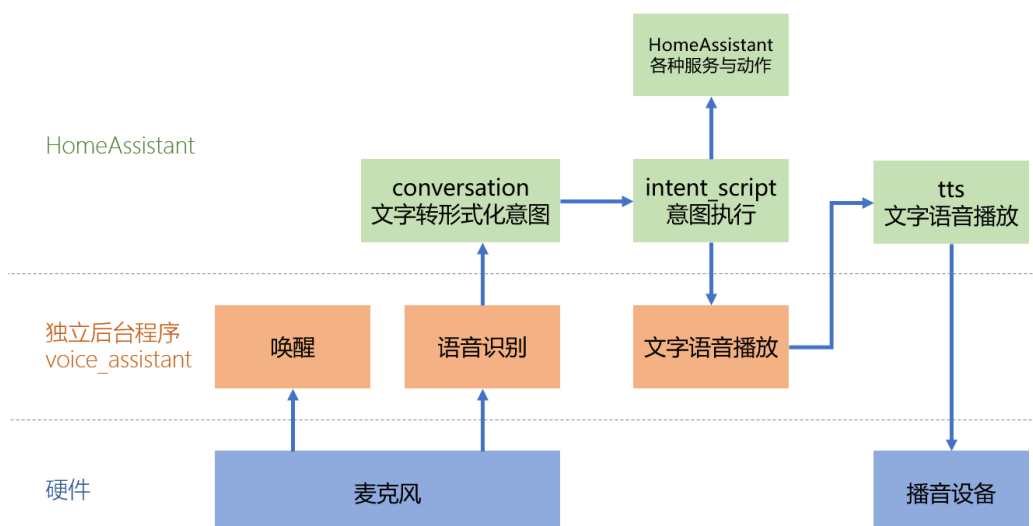 HomeAssistant
各种服务与动作
HomeAssistant
conversation
文字转形式化意图
intent_script
意图执行
tts
文字语音播放
独立后台程序
voice_assistant
唤醒
语音识别
文字语音播放
硬件
麦克风
播音设备